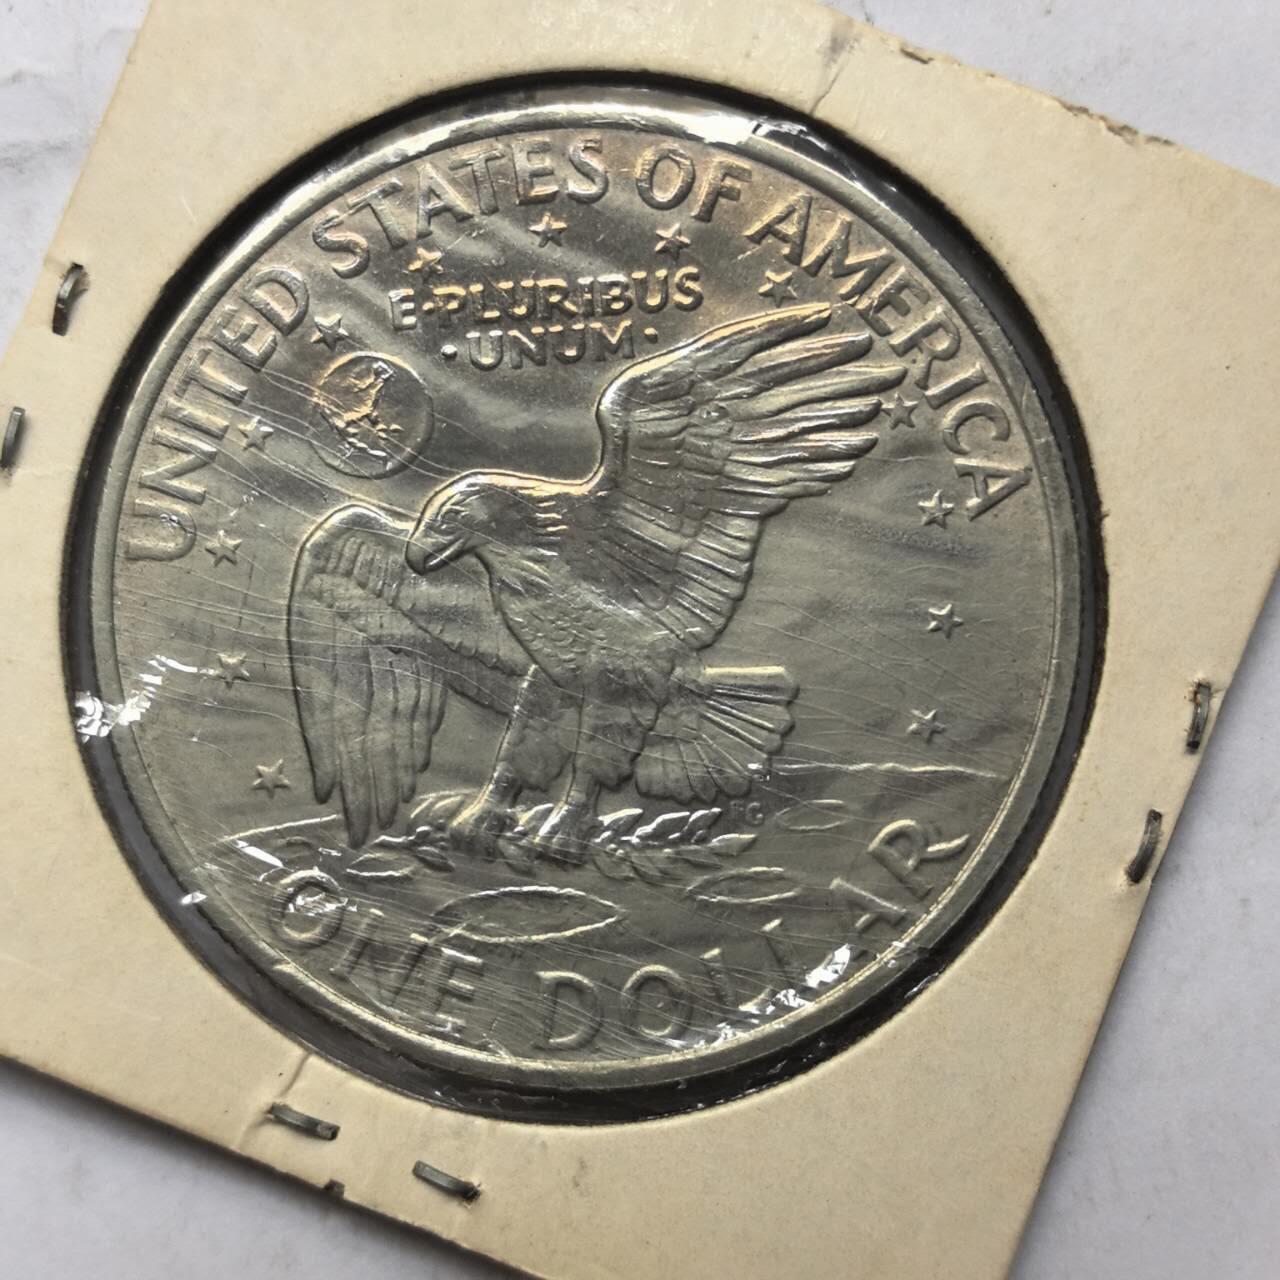 UNITED STATES OF AMERICA
E·PLURIBUS
·UNUM·
FG
ONE DOLLAR